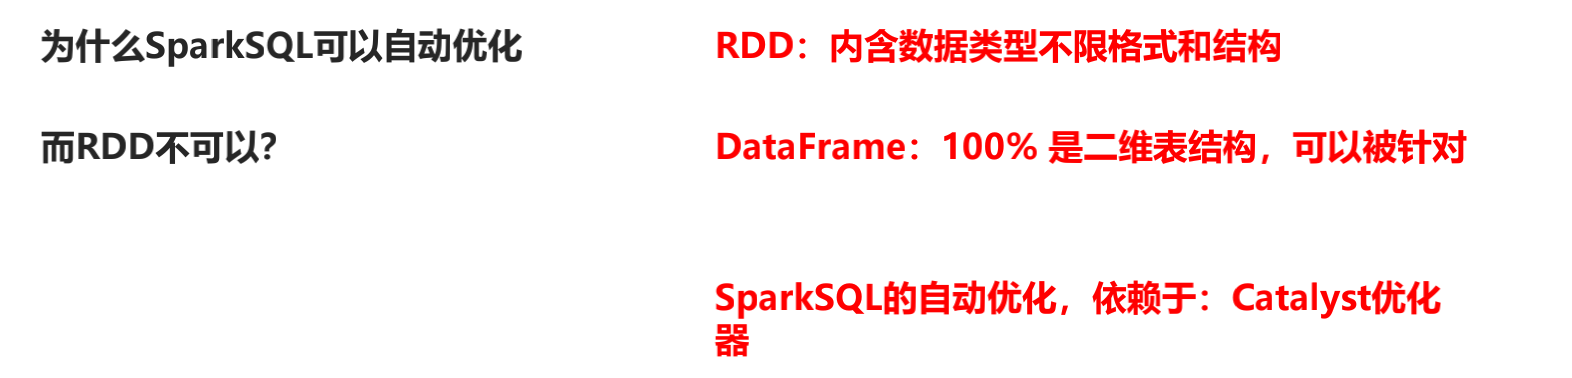 为什么SparkSQL可以自动优化
而RDD不可以？
RDD：内含数据类型不限格式和结构
DataFrame：100% 是二维表结构，可以被针对
SparkSQL的自动优化，依赖于：Catalyst优化
器